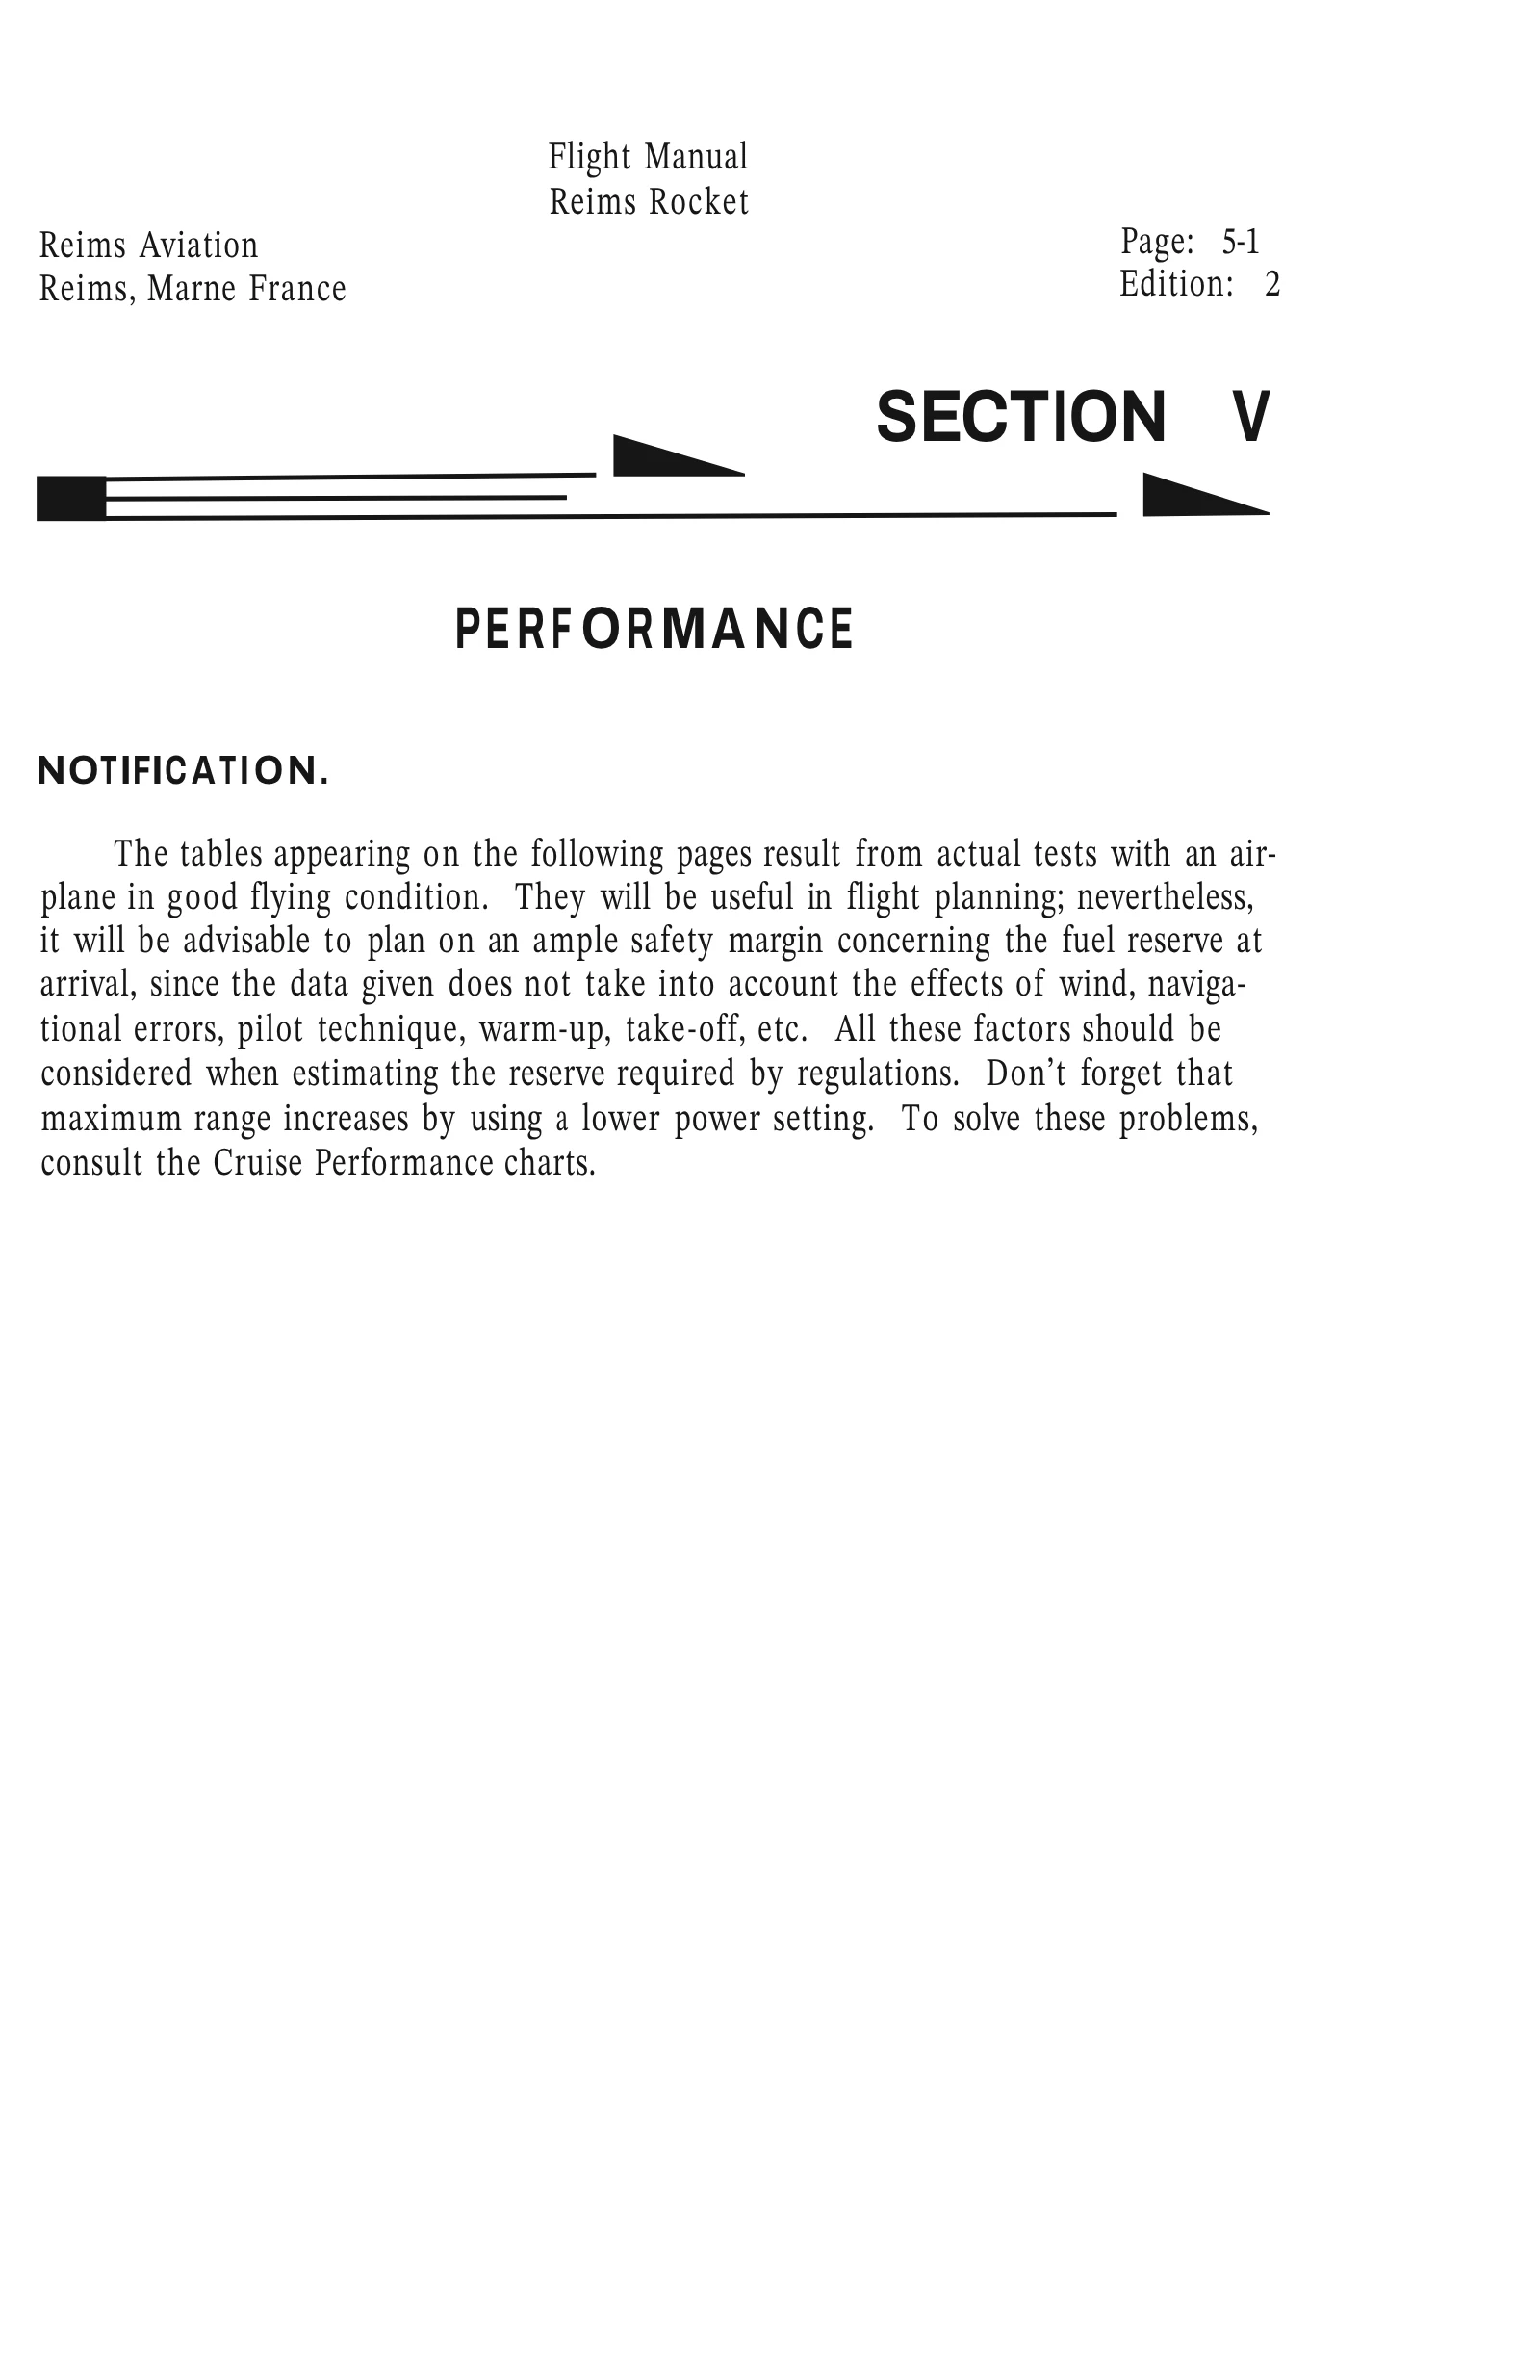 Flight Manual
Reims Rocket
Reims Aviation
Reims, Marne France
Page: 5-1
Edition: 2
SECTION V
PERFORMANCE
NOTIFICATION.
The tables appearing on the following pages result from actual tests with an air-
plane in good flying condition. They will be useful in flight planning; nevertheless,
it will be advisable to plan on an ample safety margin concerning the fuel reserve at
arrival, since the data given does not take into account the effects of wind, naviga-
tional errors, pilot technique, warm-up, take-off, etc. All these factors should be
considered when estimating the reserve required by regulations. Don't forget that
maximum range increases by using a lower power setting. To solve these problems,
consult the Cruise Performance charts.